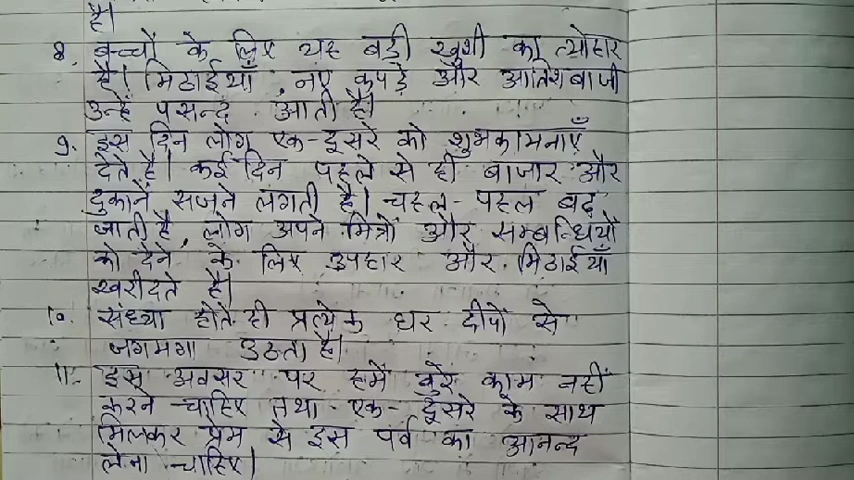 है।
8. बच्चों के लिए यह बड़ी खुशी का त्योहार
है। मिठाईयाँ, नए कपड़े और आतिशबाजी
उन्हें पसन्द आती है।
9. इस दिन लोग एक-दूसरे को शुभकामनाएँ
देते है। कई दिन पहले से ही बाजार और
दुकानें सजने लगती है। चहल-पहल बढ़
जाती है, लोग अपने मित्रों और सम्बन्धियों
को देने के लिए उपहार और मिठाईयाँ
खरीदते है।
10. संध्या होते ही प्रत्येक घर दीपों से
जगमगा उठता है।
11. इस अवसर पर हमें बुरे काम नहीं
करने चाहिए तथा एक-दूसरे के साथ
मिलकर प्रेम से इस पर्व का आनन्द
लेना चाहिए।